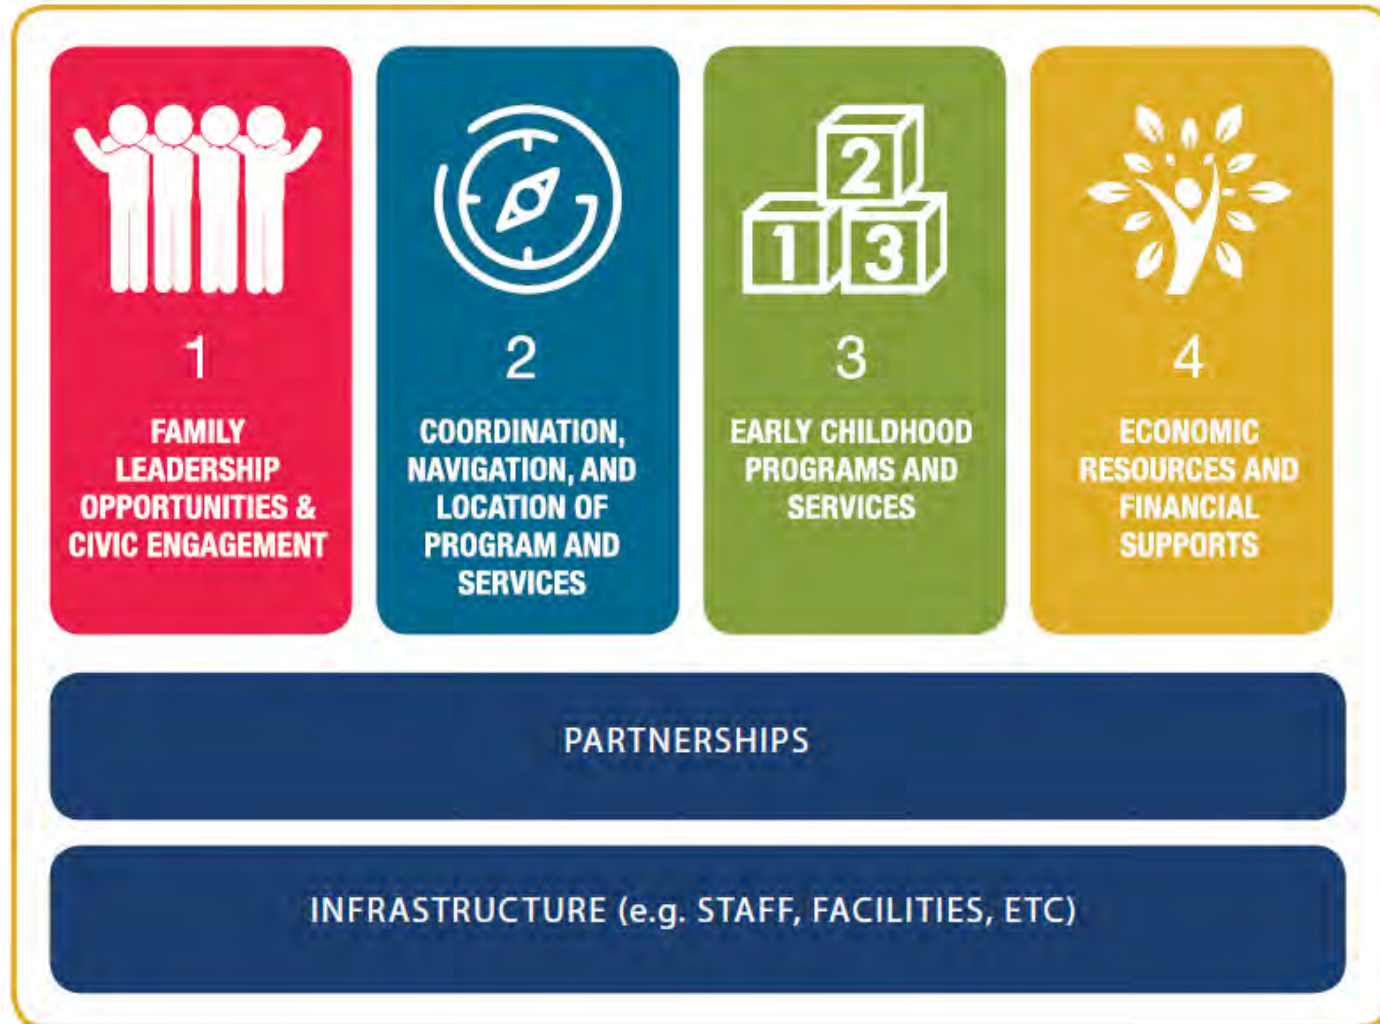 2
1 3
1
FAMILY
LEADERSHIP
OPPORTUNITIES &
CIVIC ENGAGEMENT
2
COORDINATION,
NAVIGATION, AND
LOCATION OF
PROGRAM AND
SERVICES
3
EARLY CHILDHOOD
PROGRAMS AND
SERVICES
4
ECONOMIC
RESOURCES AND
FINANCIAL
SUPPORTS
PARTNERSHIPS
INFRASTRUCTURE (e.g. STAFF, FACILITIES, ETC)